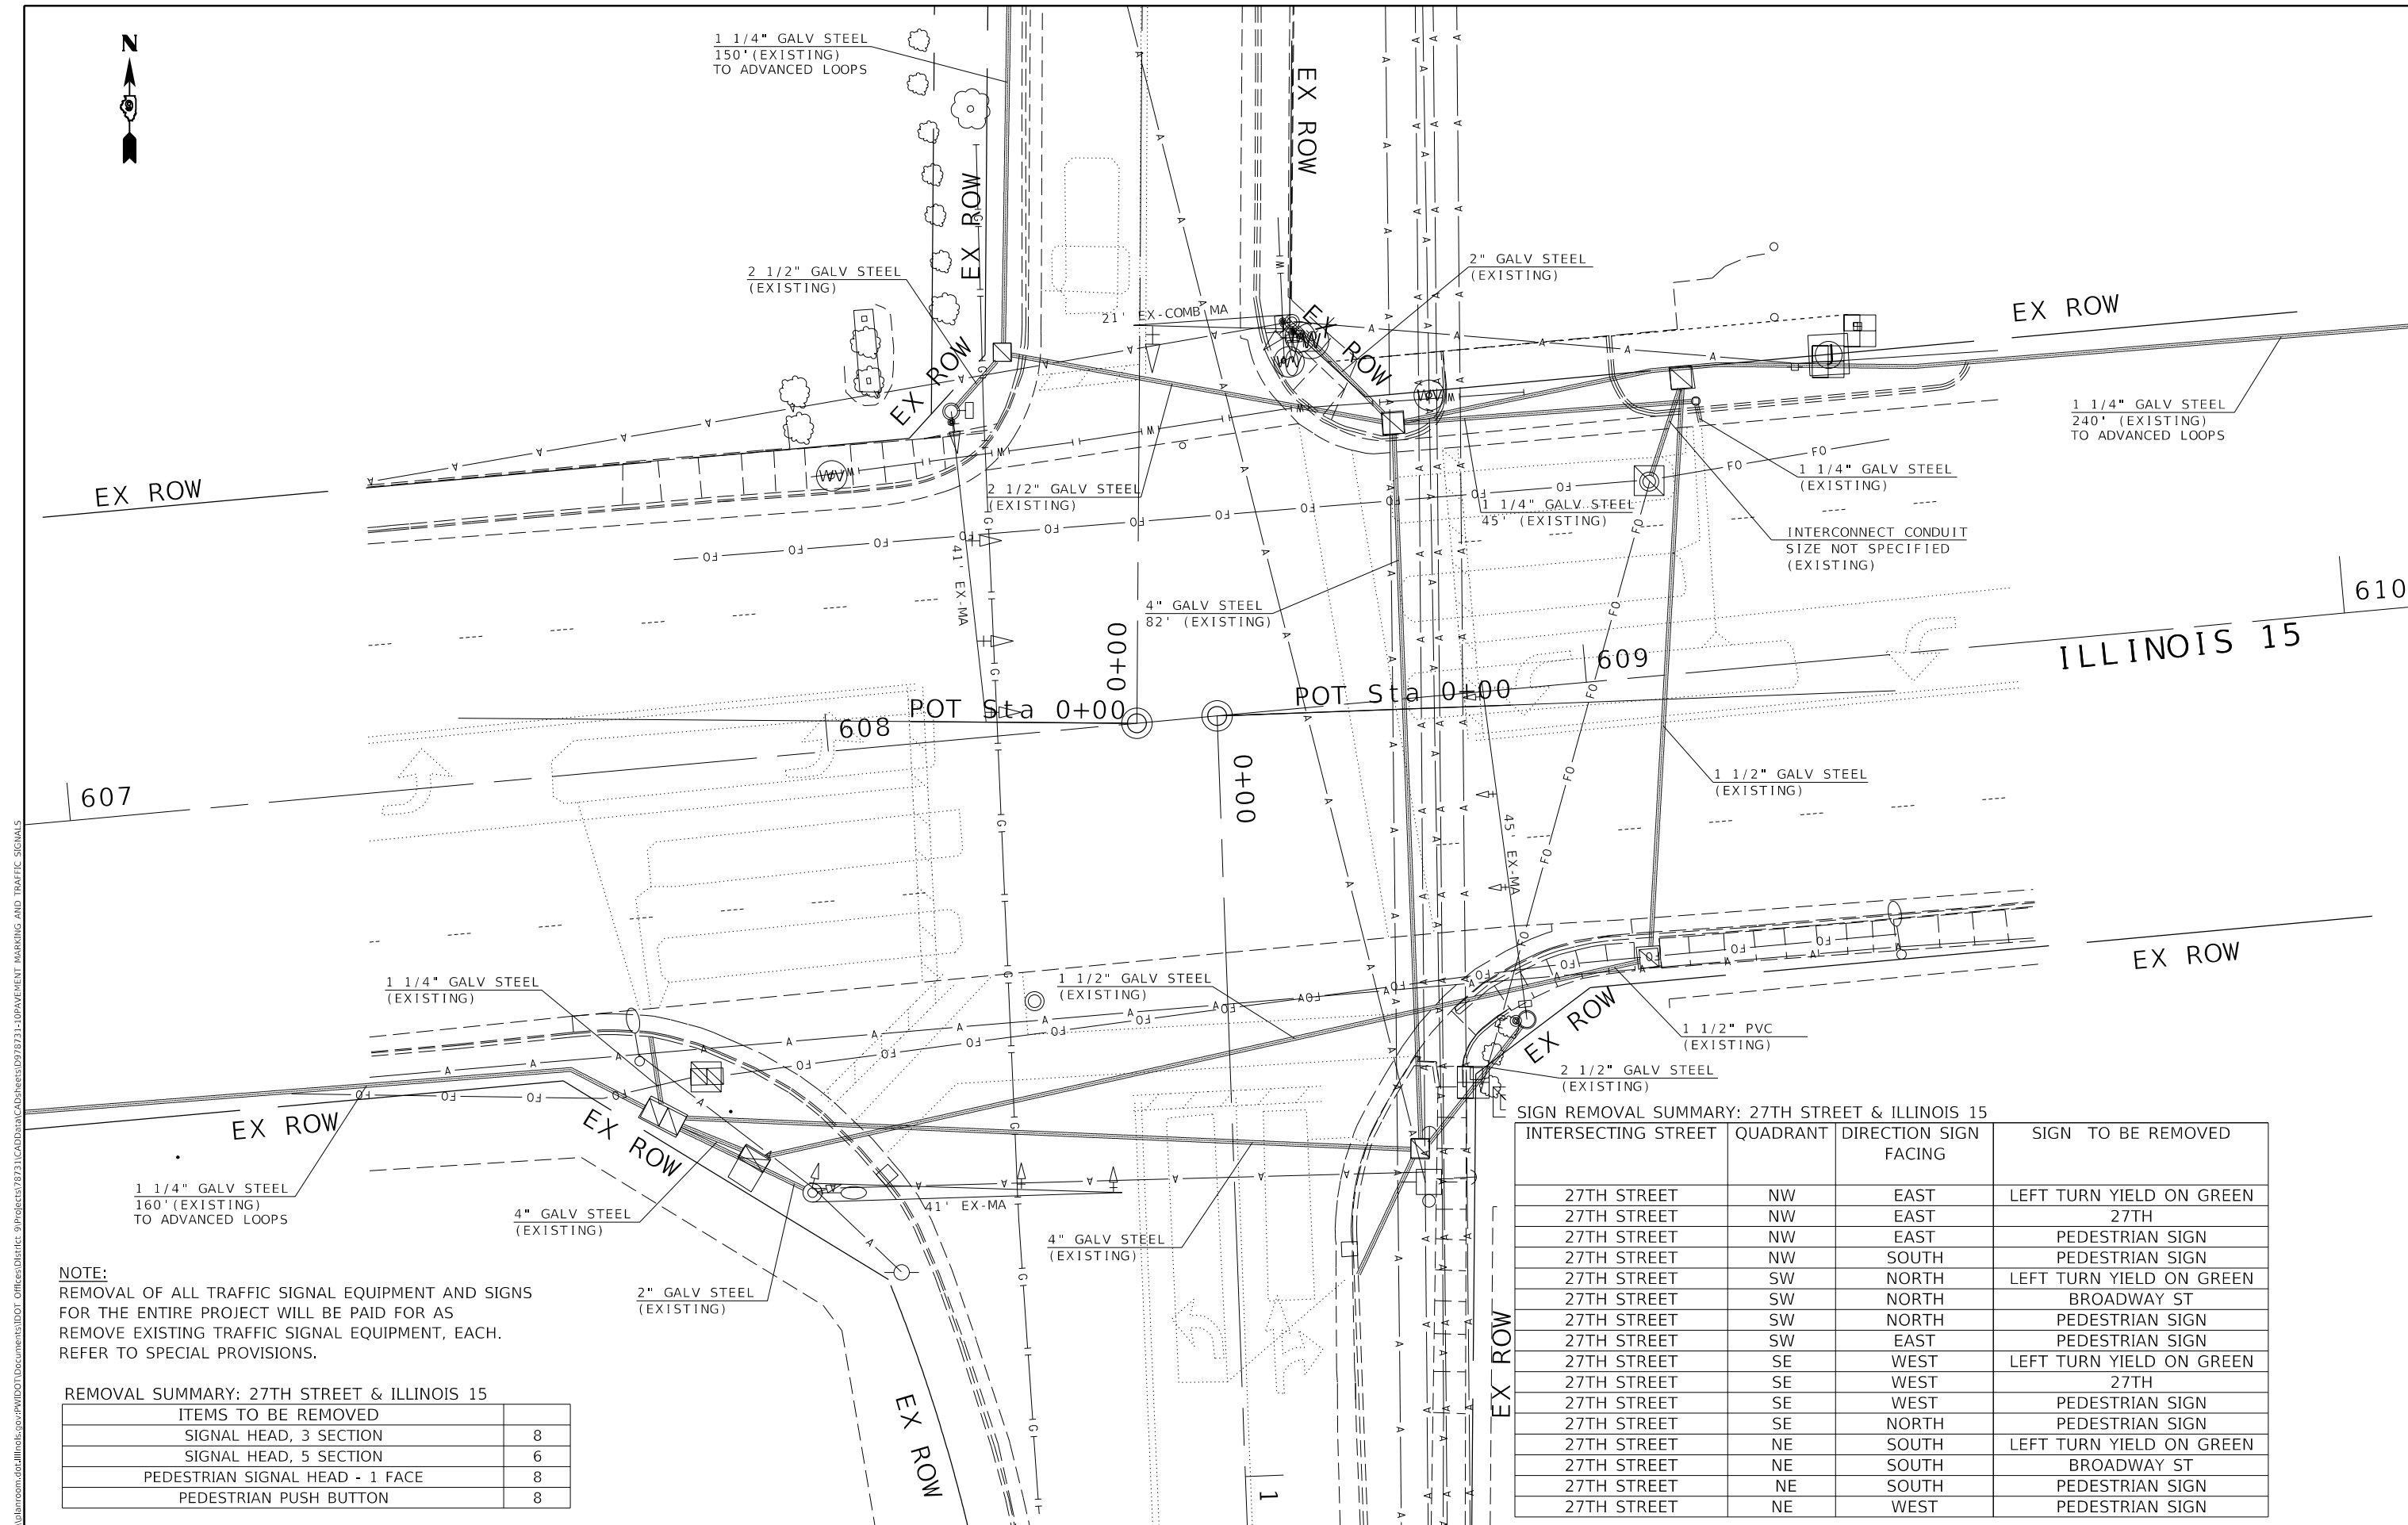 N
1 1/4" GALV STEEL
150' (EXISTING)
TO ADVANCED LOOPS
EX ROW
EX ROW
2 1/2" GALV STEEL
(EXISTING)
2" GALV STEEL
(EXISTING)
21' EX-COMB MA
EX ROW
EX ROW
EX ROW
1 1/4" GALV STEEL
240' (EXISTING)
TO ADVANCED LOOPS
EX ROW
2 1/2" GALV STEEL
(EXISTING)
1 1/4" GALV STEEL
(EXISTING)
1 1/4" GALV STEEL
45' (EXISTING)
INTERCONNECT CONDUIT
SIZE NOT SPECIFIED
(EXISTING)
41' EX-MA
4" GALV STEEL
82' (EXISTING)
610
ILLINOIS 15
609
0+00
POT Sta 0+00
POT Sta 0+00
608
0+00
607
1 1/2" GALV STEEL
(EXISTING)
45' EX-MA
EX ROW
1 1/4" GALV STEEL
(EXISTING)
1 1/2" GALV STEEL
(EXISTING)
EX ROW
1 1/2" PVC
(EXISTING)
2 1/2" GALV STEEL
(EXISTING)
EX ROW
EX ROW
1 1/4" GALV STEEL
160' (EXISTING)
TO ADVANCED LOOPS
4" GALV STEEL
(EXISTING)
41' EX-MA
4" GALV STEEL
(EXISTING)
2" GALV STEEL
(EXISTING)
EX ROW
EX ROW
1
NOTE:
REMOVAL OF ALL TRAFFIC SIGNAL EQUIPMENT AND SIGNS
FOR THE ENTIRE PROJECT WILL BE PAID FOR AS
REMOVE EXISTING TRAFFIC SIGNAL EQUIPMENT, EACH.
REFER TO SPECIAL PROVISIONS.
REMOVAL SUMMARY: 27TH STREET & ILLINOIS 15
ITEMS TO BE REMOVED
SIGNAL HEAD, 3 SECTION 8
SIGNAL HEAD, 5 SECTION 6
PEDESTRIAN SIGNAL HEAD - 1 FACE 8
PEDESTRIAN PUSH BUTTON 8
SIGN REMOVAL SUMMARY: 27TH STREET & ILLINOIS 15
INTERSECTING STREET QUADRANT DIRECTION SIGN FACING SIGN TO BE REMOVED
27TH STREET NW EAST LEFT TURN YIELD ON GREEN
27TH STREET NW EAST 27TH
27TH STREET NW EAST PEDESTRIAN SIGN
27TH STREET NW SOUTH PEDESTRIAN SIGN
27TH STREET SW NORTH LEFT TURN YIELD ON GREEN
27TH STREET SW NORTH BROADWAY ST
27TH STREET SW NORTH PEDESTRIAN SIGN
27TH STREET SW EAST PEDESTRIAN SIGN
27TH STREET SE WEST LEFT TURN YIELD ON GREEN
27TH STREET SE WEST 27TH
27TH STREET SE WEST PEDESTRIAN SIGN
27TH STREET SE NORTH PEDESTRIAN SIGN
27TH STREET NE SOUTH LEFT TURN YIELD ON GREEN
27TH STREET NE SOUTH BROADWAY ST
27TH STREET NE SOUTH PEDESTRIAN SIGN
27TH STREET NE WEST PEDESTRIAN SIGN